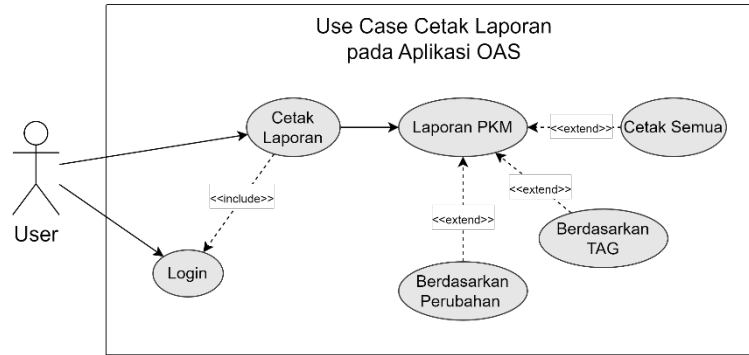 Use Case Cetak Laporan
pada Aplikasi OAS
Cetak
Laporan
Laporan PKM
<<extend>>
Cetak Semua
<<include>>
<<extend>>
<<extend>>
User
Login
Berdasarkan
TAG
Berdasarkan
Perubahan